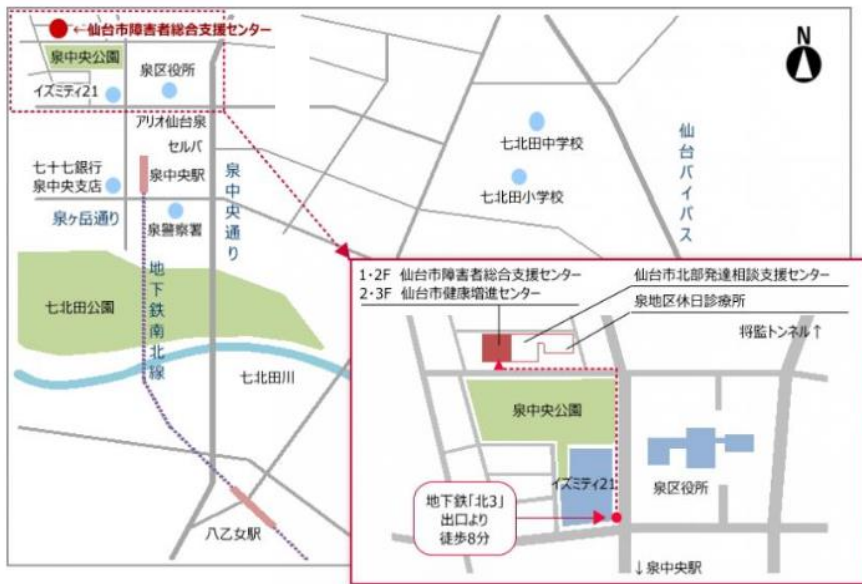 ←仙台市障害者総合支援センター
泉中央公園
泉区役所
イズミティ21
アリオ仙台泉
セルバ
七十七銀行
泉中央支店
泉中央駅
泉ヶ岳通り
泉警察署
泉中央通り
地下鉄南北線
七北田公園
七北田川
八乙女駅
七北田中学校
七北田小学校
仙台バイパス
N
1・2F 仙台市障害者総合支援センター
2・3F 仙台市健康増進センター
仙台市北部発達相談支援センター
泉地区休日診療所
将監トンネル↑
泉中央公園
イズミティ21
泉区役所
地下鉄「北3」
出口より
徒歩8分
↓泉中央駅